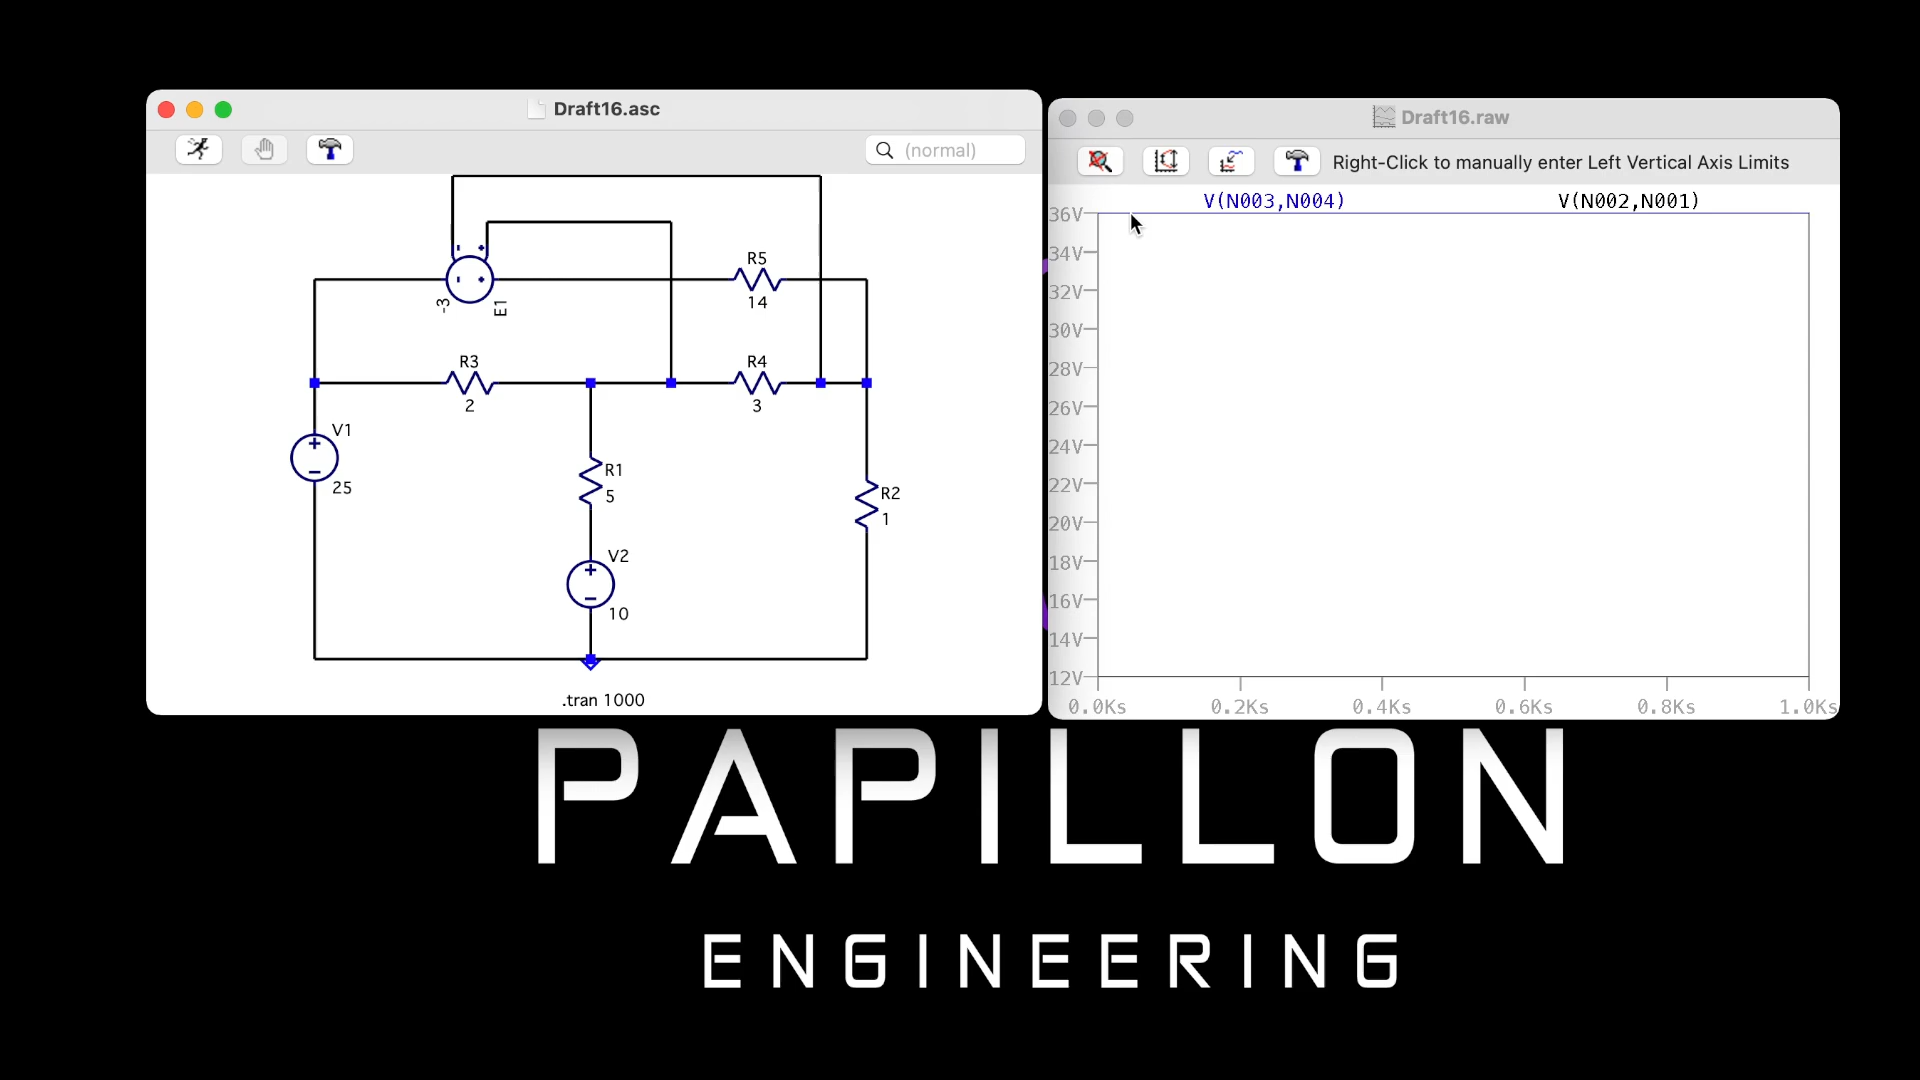 Draft16.asc
(normal)
R5
14
-3
E1
R3
2
R4
3
V1
25
R1
5
R2
1
V2
10
.tran 1000
Draft16.raw
Right-Click to manually enter Left Vertical Axis Limits
V(N003,N004) V(N002,N001)
36V
34V
32V
30V
28V
26V
24V
22V
20V
18V
16V
14V
12V
0.0Ks 0.2Ks 0.4Ks 0.6Ks 0.8Ks 1.0Ks
PAPILLON
ENGINEERING